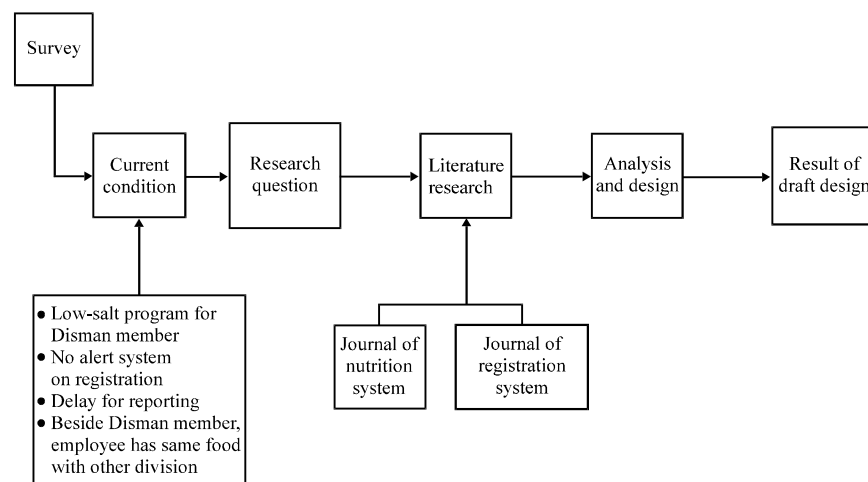 Survey
Current
condition
Research
question
Literature
research
Analysis
and design
Result of
draft design
● Low-salt program for
Disman member
● No alert system
on registration
● Delay for reporting
● Beside Disman member,
employee has same food
with other division
Journal of
nutrition
system
Journal of
registration
system